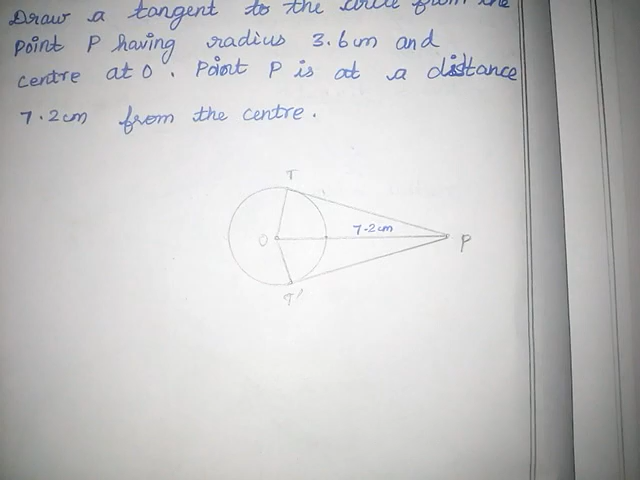 Draw a tangent to the circle from the
point P having radius 3.6cm and
centre at O. Point P is at a distance
7.2cm from the centre.
T
O
7.2cm
P
T'